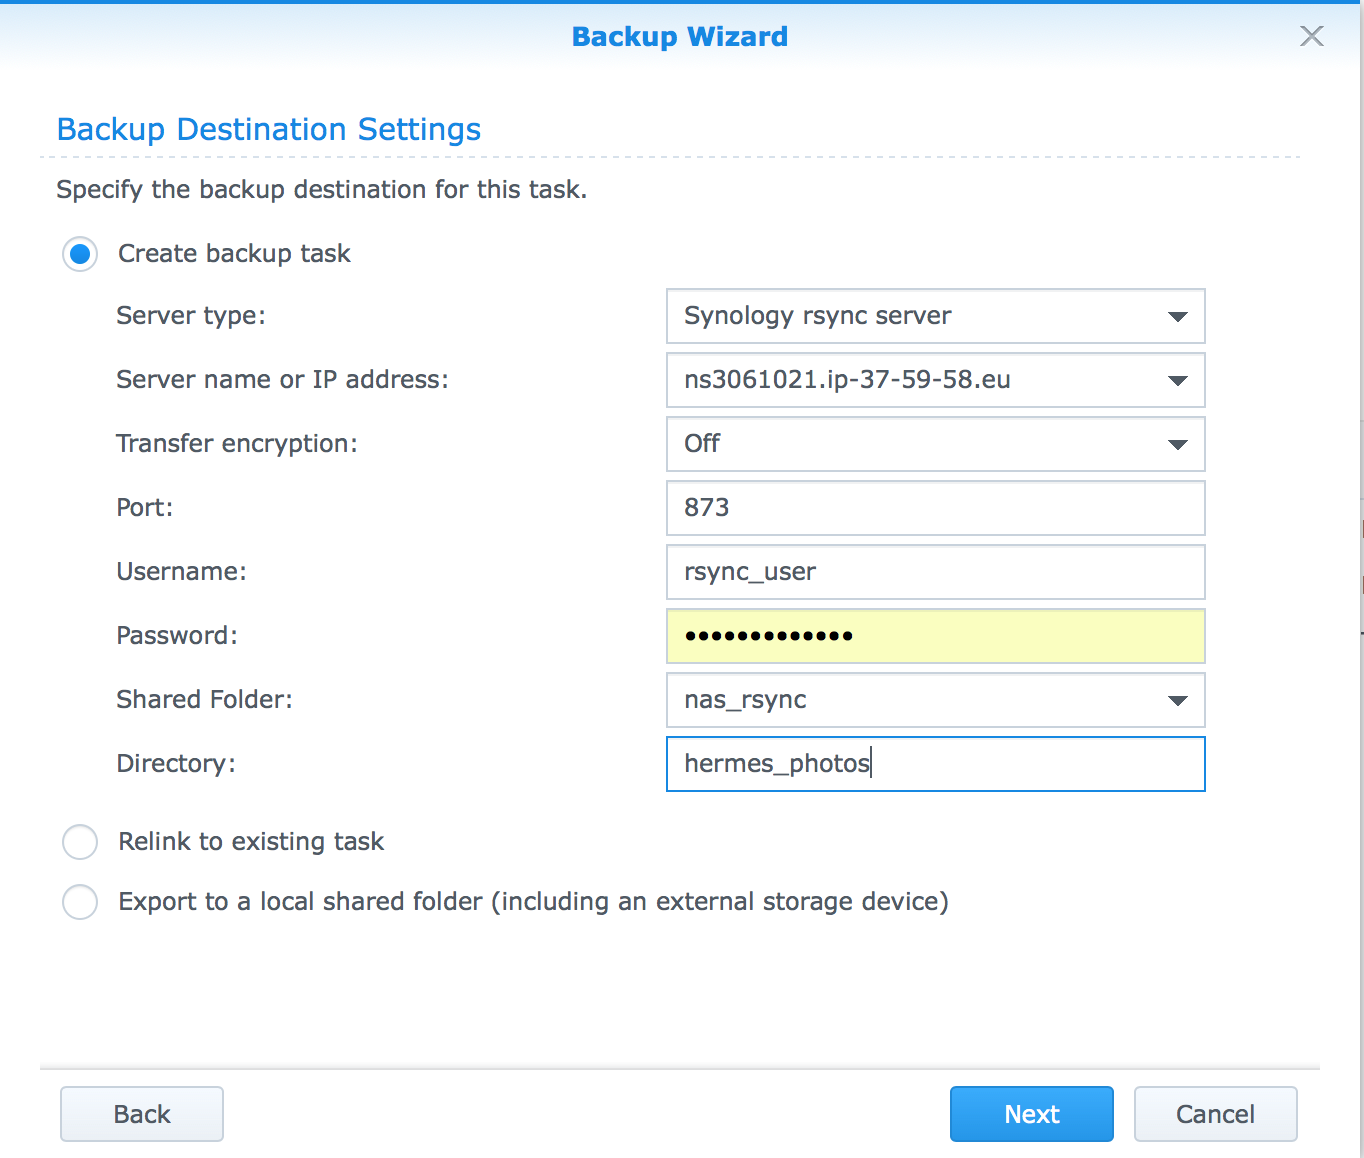 Backup Wizard
Backup Destination Settings
Specify the backup destination for this task.
Create backup task
Server type: Synology rsync server
Server name or IP address: ns3061021.ip-37-59-58.eu
Transfer encryption: Off
Port: 873
Username: rsync_user
Password: •••••••••••••
Shared Folder: nas_rsync
Directory: hermes_photos
Relink to existing task
Export to a local shared folder (including an external storage device)
Back Next Cancel